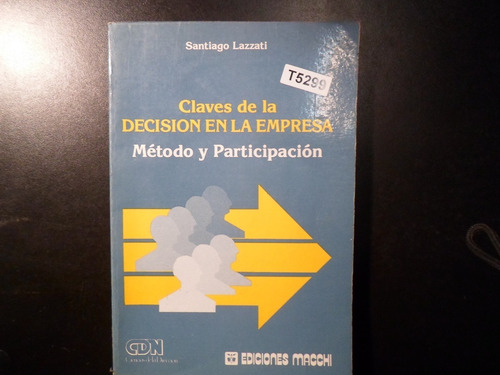 Santiago Lazzati
T5299
Claves de la
DECISION EN LA EMPRESA
Método y Participación
CDN
EDICIONES MACCHI